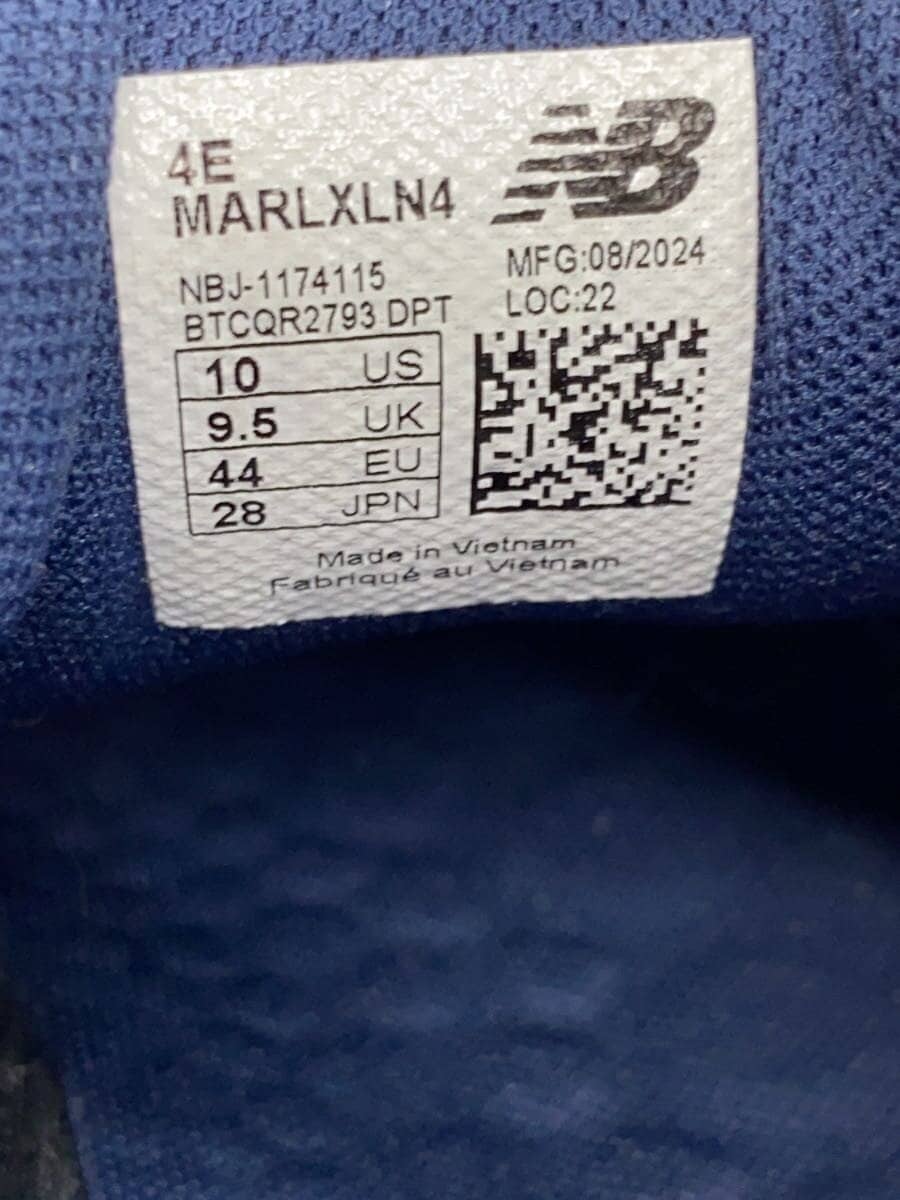 4E
MARLXLN4
NB
NBJ-1174115
BTCQR2793 DPT
MFG:08/2024
LOC:22
10 US
9.5 UK
44 EU
28 JPN
Made in Vietnam
Fabriqué au Vietnam